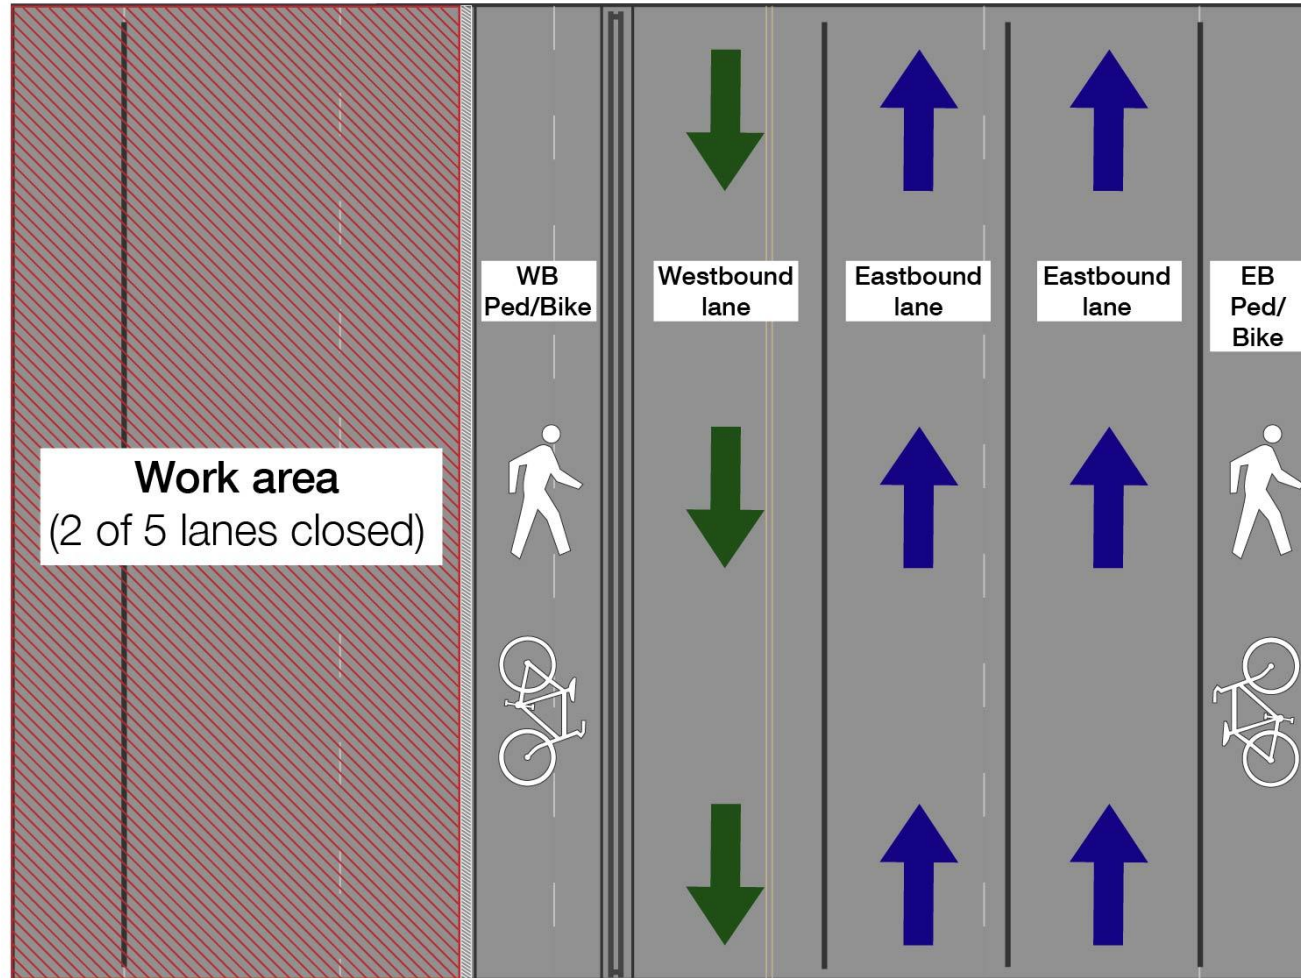 WB
Ped/Bike
Westbound
lane
Eastbound
lane
Eastbound
lane
EB
Ped/
Bike
Work area
(2 of 5 lanes closed)